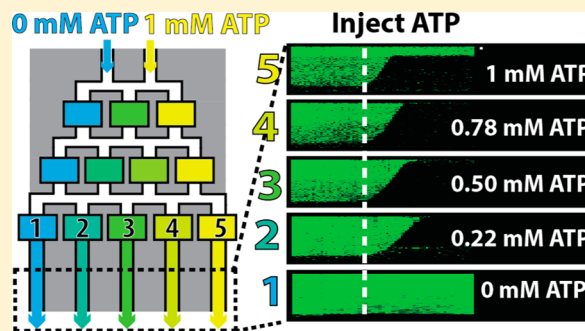 0 mM ATP 1 mM ATP
1 2 3 4 5
Inject ATP
5 1 mM ATP
4 0.78 mM ATP
3 0.50 mM ATP
2 0.22 mM ATP
1 0 mM ATP